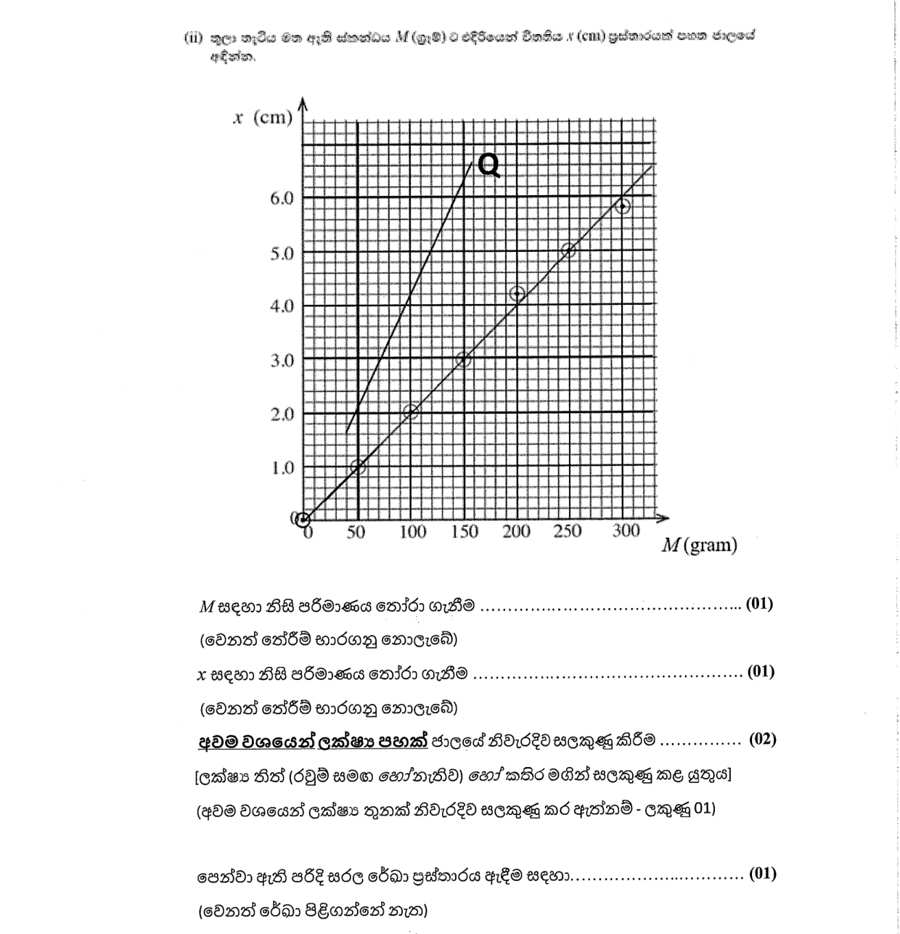 (ii) තුලා තැටිය මත ඇති ස්කන්ධය M (ග්‍රෑම්) ට එදිරියෙන් විතතිය x (cm) ප්‍රස්තාරයක් පහත ජාලයේ
අඳින්න.
x (cm)
Q
6.0
5.0
4.0
3.0
2.0
1.0
0
0 50 100 150 200 250 300
M (gram)
M සඳහා නිසි පරිමාණය තෝරා ගැනීම ………………………………………….. (01)
(වෙනත් තේරීම් භාරගනු නොලැබේ)
x සඳහා නිසි පරිමාණය තෝරා ගැනීම …………………………………………. (01)
(වෙනත් තේරීම් භාරගනු නොලැබේ)
අවම වශයෙන් ලක්ෂ්‍ය පහක් ජාලයේ නිවැරදිව සලකුණු කිරීම …………… (02)
[ලක්ෂ්‍ය තිත් (රවුම් සමඟ හෝ නැතිව) හෝ කතිර මගින් සලකුණු කළ යුතුය]
(අවම වශයෙන් ලක්ෂ්‍ය තුනක් නිවැරදිව සලකුණු කර ඇත්නම් - ලකුණු 01)
පෙන්වා ඇති පරිදි සරල රේඛා ප්‍රස්තාරය ඇඳීම සඳහා………………………… (01)
(වෙනත් රේඛා පිළිගන්නේ නැත)